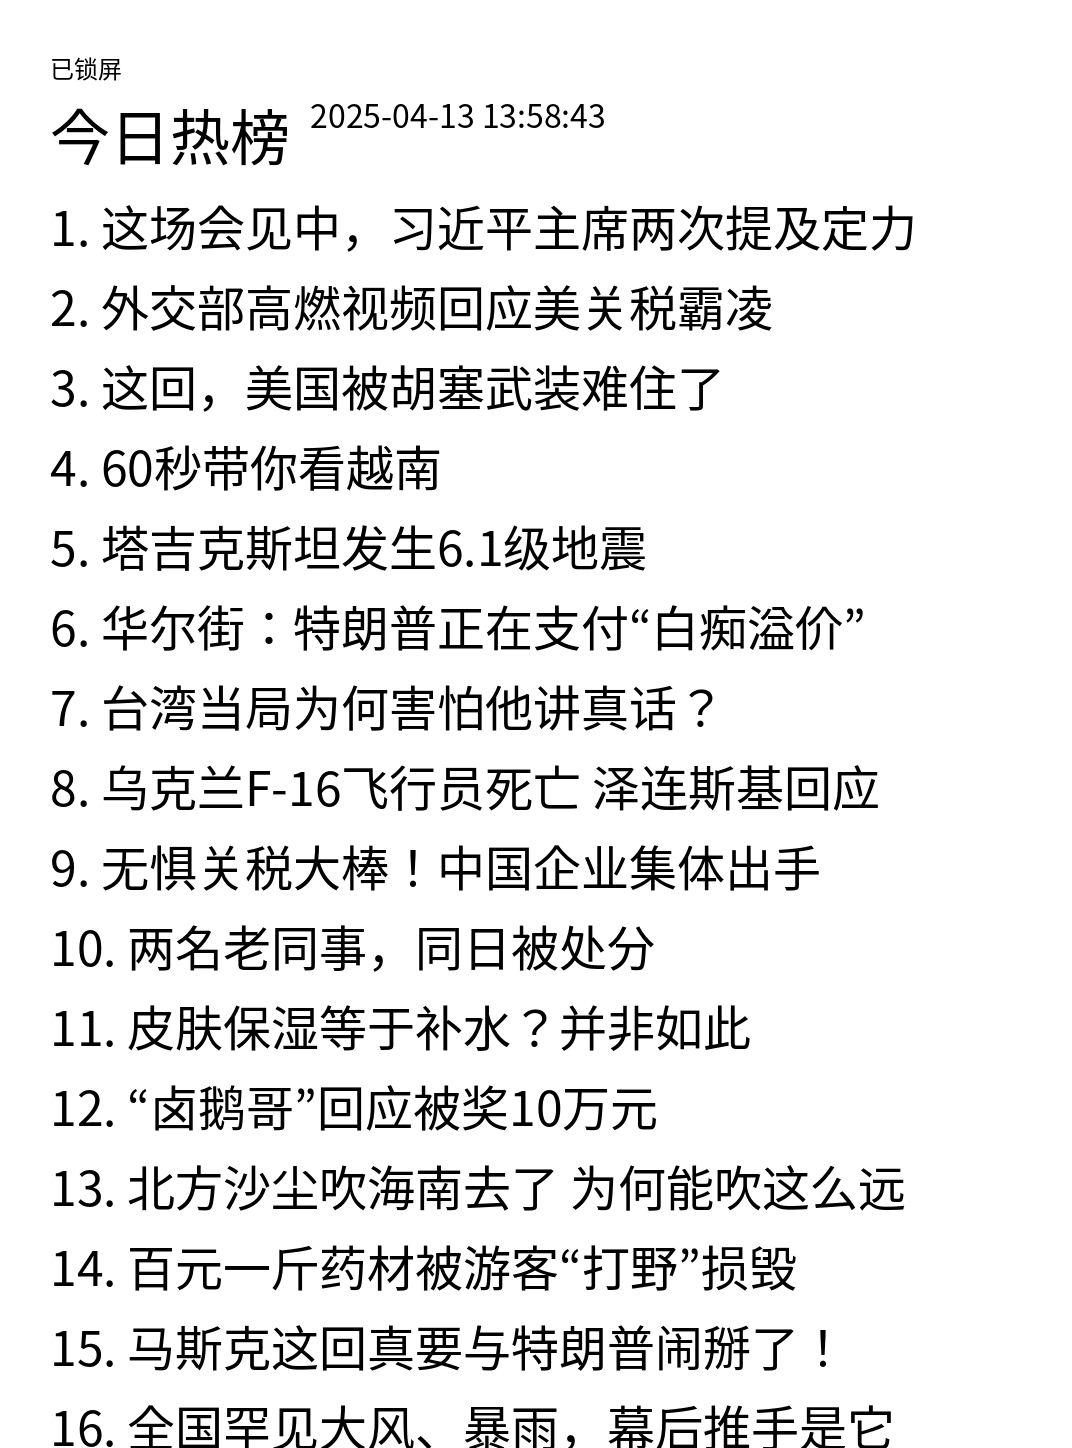 已锁屏
今日热榜 2025-04-13 13:58:43
1. 这场会见中，习近平主席两次提及定力
2. 外交部高燃视频回应美关税霸凌
3. 这回，美国被胡塞武装难住了
4. 60秒带你看越南
5. 塔吉克斯坦发生6.1级地震
6. 华尔街：特朗普正在支付“白痴溢价”
7. 台湾当局为何害怕他讲真话？
8. 乌克兰F-16飞行员死亡 泽连斯基回应
9. 无惧关税大棒！中国企业集体出手
10. 两名老同事，同日被处分
11. 皮肤保湿等于补水？并非如此
12. “卤鹅哥”回应被奖10万元
13. 北方沙尘吹海南去了 为何能吹这么远
14. 百元一斤药材被游客“打野”损毁
15. 马斯克这回真要与特朗普闹掰了！
16. 全国罕见大风、暴雨，幕后推手是它